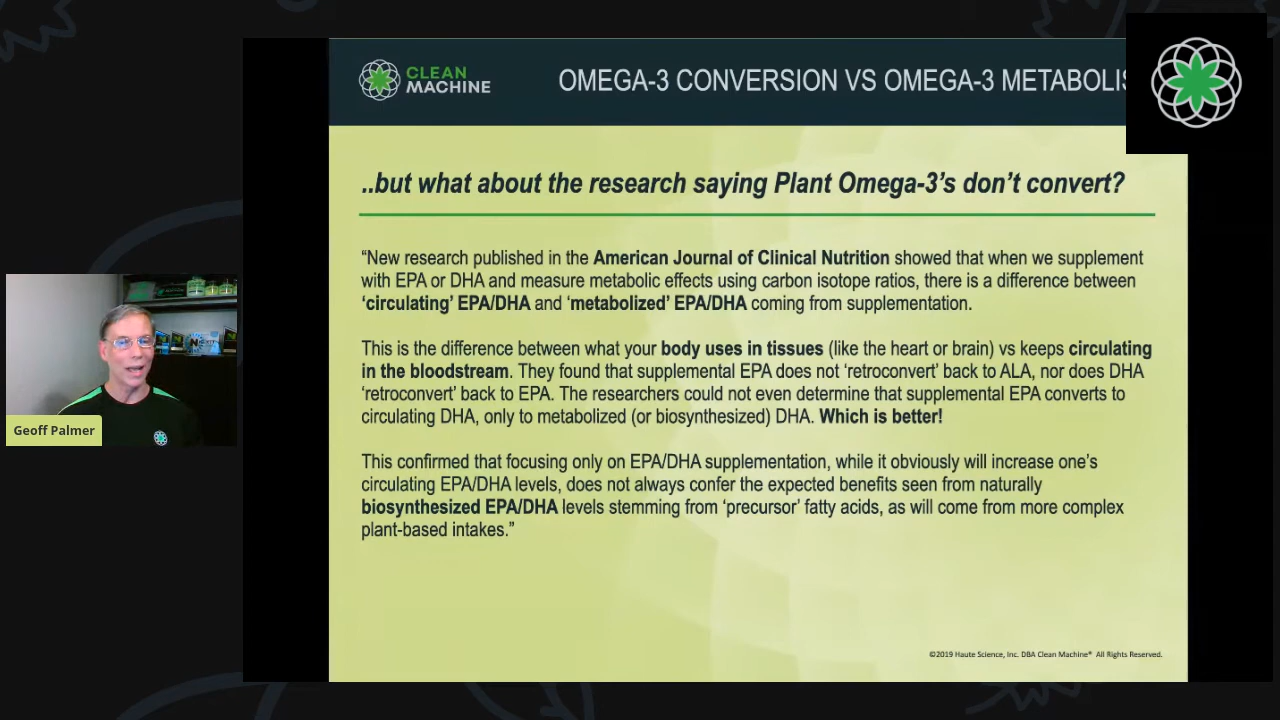 CLEAN
MACHINE
OMEGA-3 CONVERSION VS OMEGA-3 METABOLIS
..but what about the research saying Plant Omega-3’s don’t convert?
“New research published in the American Journal of Clinical Nutrition showed that when we supplement
with EPA or DHA and measure metabolic effects using carbon isotope ratios, there is a difference between
‘circulating’ EPA/DHA and ‘metabolized’ EPA/DHA coming from supplementation.
This is the difference between what your body uses in tissues (like the heart or brain) vs keeps circulating
in the bloodstream. They found that supplemental EPA does not ‘retroconvert’ back to ALA, nor does DHA
‘retroconvert’ back to EPA. The researchers could not even determine that supplemental EPA converts to
circulating DHA, only to metabolized (or biosynthesized) DHA. Which is better!
This confirmed that focusing only on EPA/DHA supplementation, while it obviously will increase one’s
circulating EPA/DHA levels, does not always confer the expected benefits seen from naturally
biosynthesized EPA/DHA levels stemming from ‘precursor’ fatty acids, as will come from more complex
plant-based intakes.”
Geoff Palmer
©2019 Haute Science, Inc. DBA Clean Machine® All Rights Reserved.